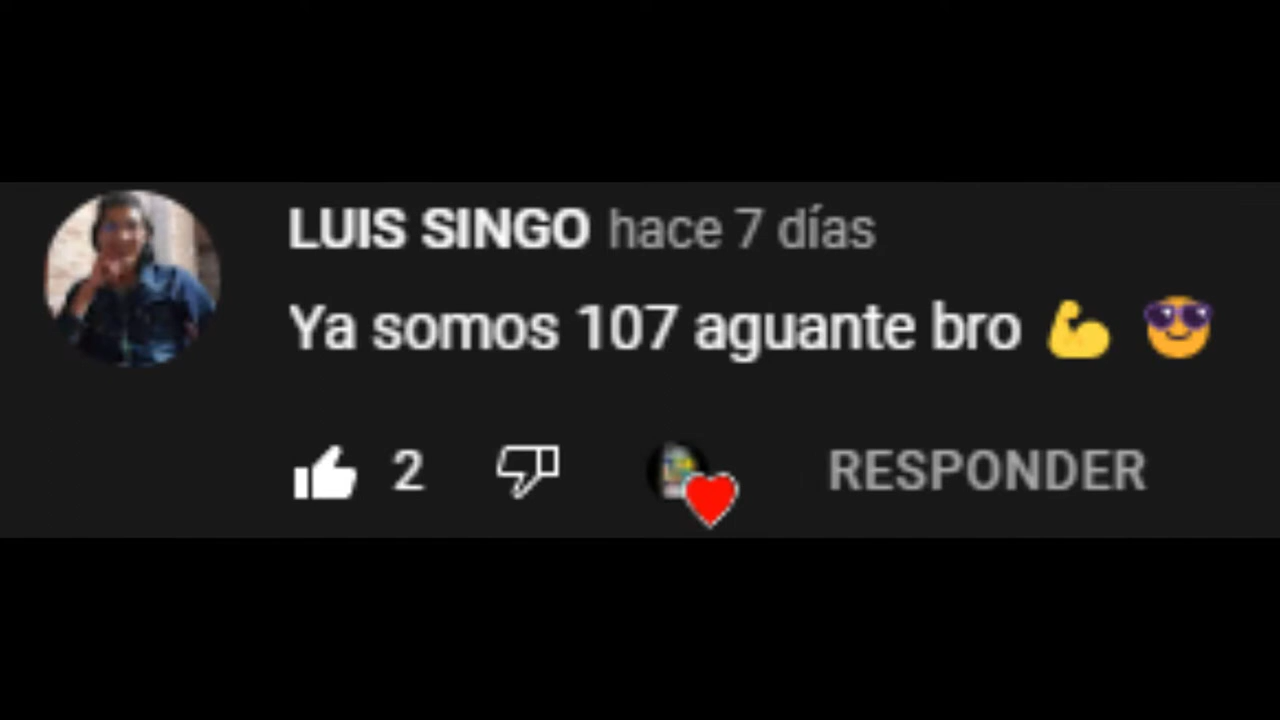 LUIS SINGO hace 7 días
Ya somos 107 aguante bro 💪 😎
2 RESPONDER